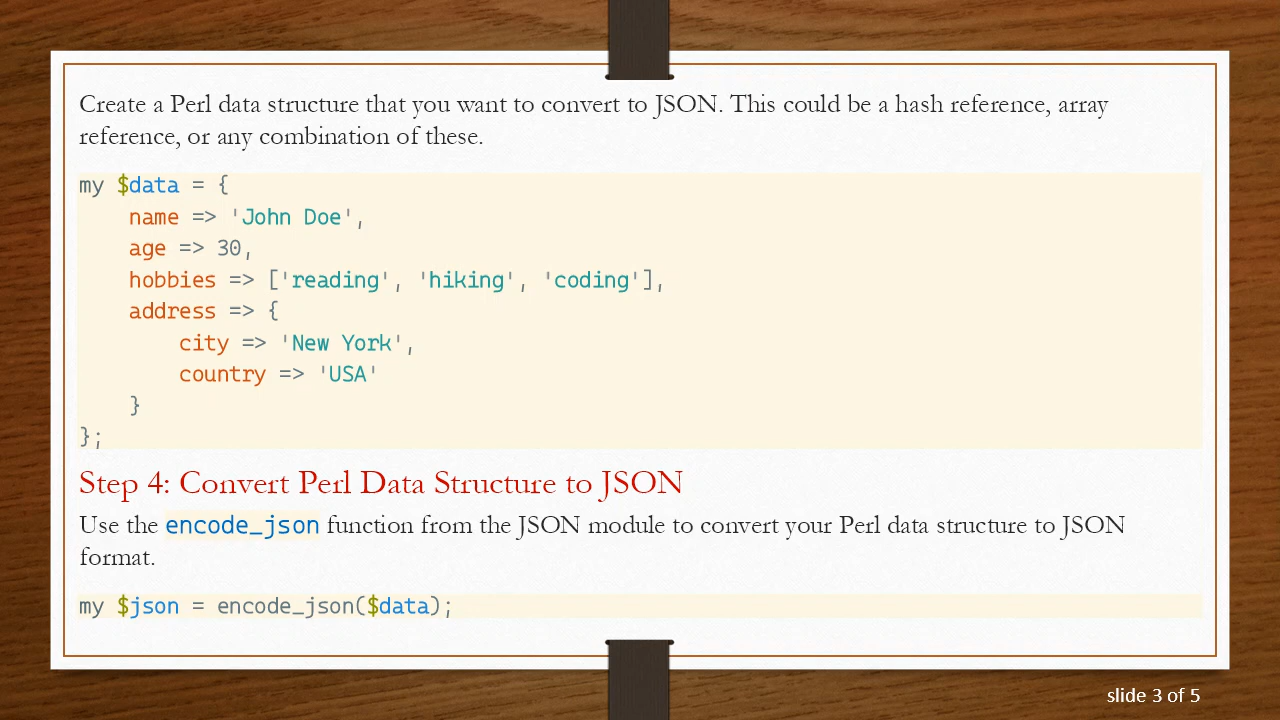 Create a Perl data structure that you want to convert to JSON. This could be a hash reference, array
reference, or any combination of these.
my $data = {
    name => 'John Doe',
    age => 30,
    hobbies => ['reading', 'hiking', 'coding'],
    address => {
        city => 'New York',
        country => 'USA'
    }
};
Step 4: Convert Perl Data Structure to JSON
Use the encode_json function from the JSON module to convert your Perl data structure to JSON
format.
my $json = encode_json($data);
slide 3 of 5